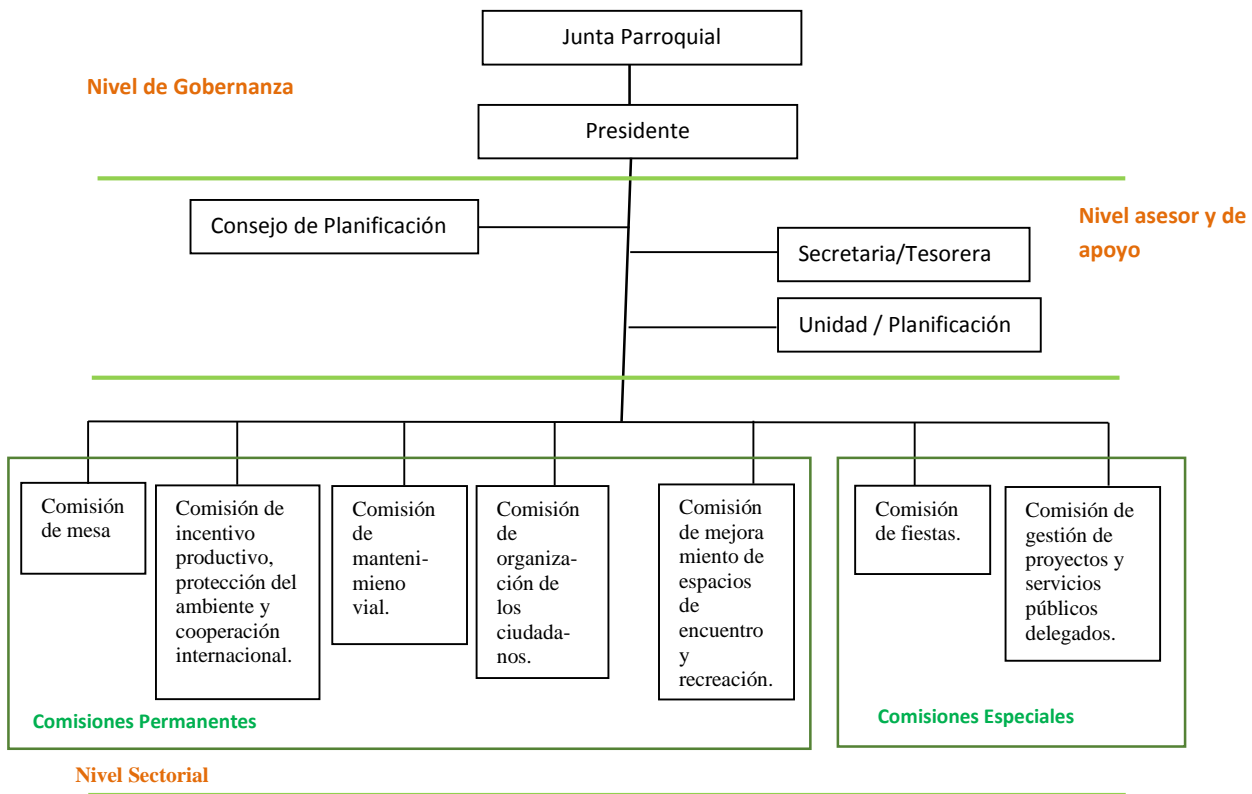 Junta Parroquial
Nivel de Gobernanza
Presidente
Consejo de Planificación
Nivel asesor y de
apoyo
Secretaria/Tesorera
Unidad / Planificación
Comisión
de mesa
Comisión de
incentivo
productivo,
protección del
ambiente y
cooperación
internacional.
Comisión
de
manteni-
mieno
vial.
Comisión
de
organiza-
ción de
los
ciudada-
nos.
Comisión
de mejora
miento de
espacios
de
encuentro
y
recreación.
Comisiones Permanentes
Comisión
de fiestas.
Comisión de
gestión de
proyectos y
servicios
públicos
delegados.
Comisiones Especiales
Nivel Sectorial